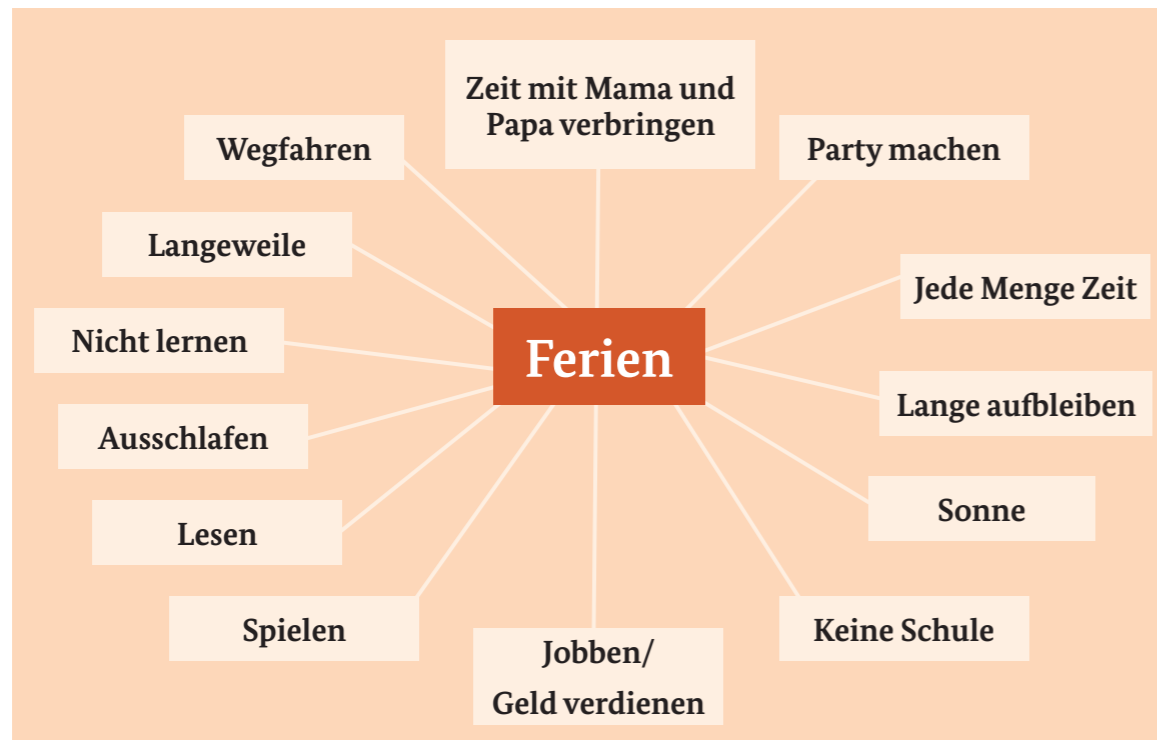 Zeit mit Mama und
Papa verbringen
Wegfahren
Party machen
Langeweile
Jede Menge Zeit
Nicht lernen
Ferien
Lange aufbleiben
Ausschlafen
Sonne
Lesen
Spielen
Keine Schule
Jobben/
Geld verdienen